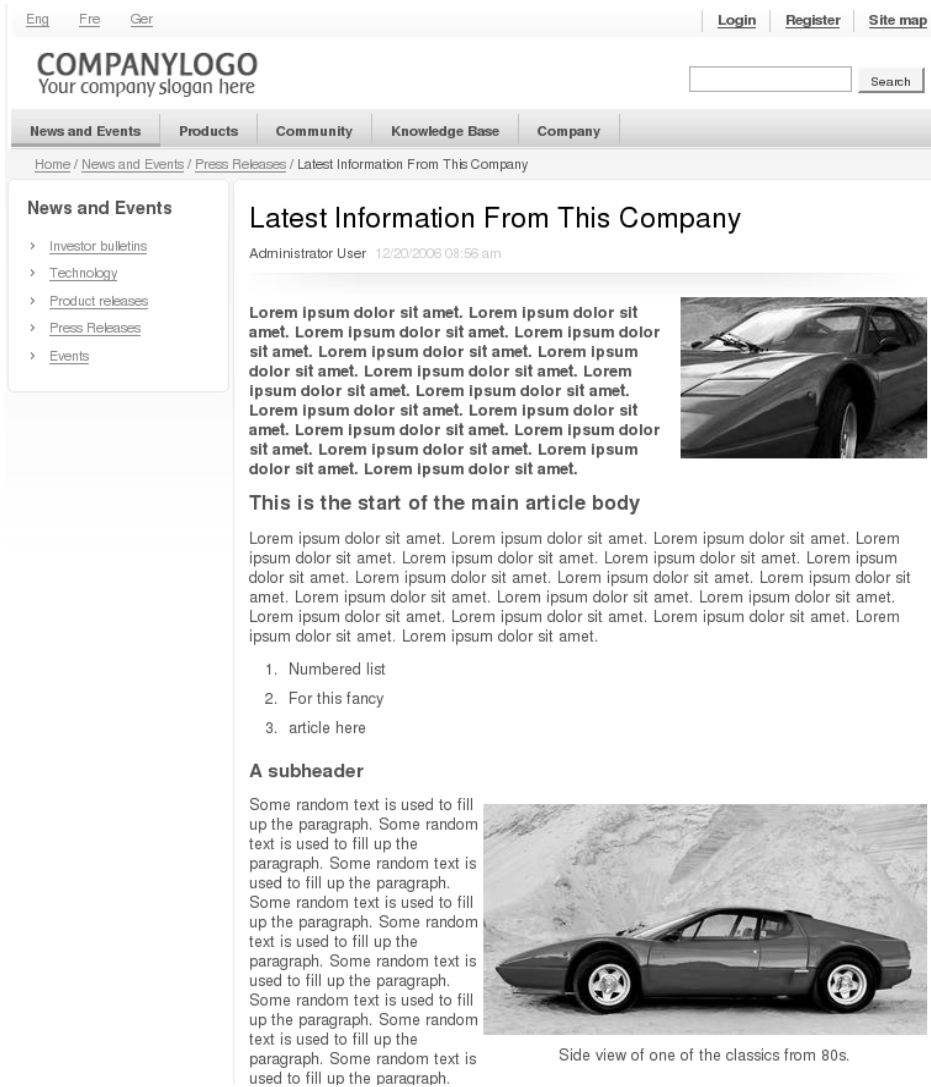 Eng Fre Ger Login Register Site map
COMPANYLOGO
Your company slogan here
Search
News and Events Products Community Knowledge Base Company
Home / News and Events / Press Releases / Latest Information From This Company
News and Events
› Investor bulletins
› Technology
› Product releases
› Press Releases
› Events
Latest Information From This Company
Administrator User 12/20/2006 08:56 am
Lorem ipsum dolor sit amet. Lorem ipsum dolor sit
amet. Lorem ipsum dolor sit amet. Lorem ipsum dolor
sit amet. Lorem ipsum dolor sit amet. Lorem ipsum
dolor sit amet. Lorem ipsum dolor sit amet. Lorem
ipsum dolor sit amet. Lorem ipsum dolor sit amet.
Lorem ipsum dolor sit amet. Lorem ipsum dolor sit
amet. Lorem ipsum dolor sit amet. Lorem ipsum dolor
sit amet. Lorem ipsum dolor sit amet. Lorem ipsum
dolor sit amet. Lorem ipsum dolor sit amet.
This is the start of the main article body
Lorem ipsum dolor sit amet. Lorem ipsum dolor sit amet. Lorem ipsum dolor sit amet. Lorem
ipsum dolor sit amet. Lorem ipsum dolor sit amet. Lorem ipsum dolor sit amet. Lorem ipsum
dolor sit amet. Lorem ipsum dolor sit amet. Lorem ipsum dolor sit amet. Lorem ipsum dolor sit
amet. Lorem ipsum dolor sit amet. Lorem ipsum dolor sit amet. Lorem ipsum dolor sit amet.
Lorem ipsum dolor sit amet. Lorem ipsum dolor sit amet. Lorem ipsum dolor sit amet. Lorem
ipsum dolor sit amet. Lorem ipsum dolor sit amet.
1. Numbered list
2. For this fancy
3. article here
A subheader
Some random text is used to fill
up the paragraph. Some random
text is used to fill up the
paragraph. Some random text is
used to fill up the paragraph.
Some random text is used to fill
up the paragraph. Some random
text is used to fill up the
paragraph. Some random text is
used to fill up the paragraph.
Some random text is used to fill
up the paragraph. Some random
text is used to fill up the
paragraph. Some random text is
used to fill up the paragraph.
Side view of one of the classics from 80s.